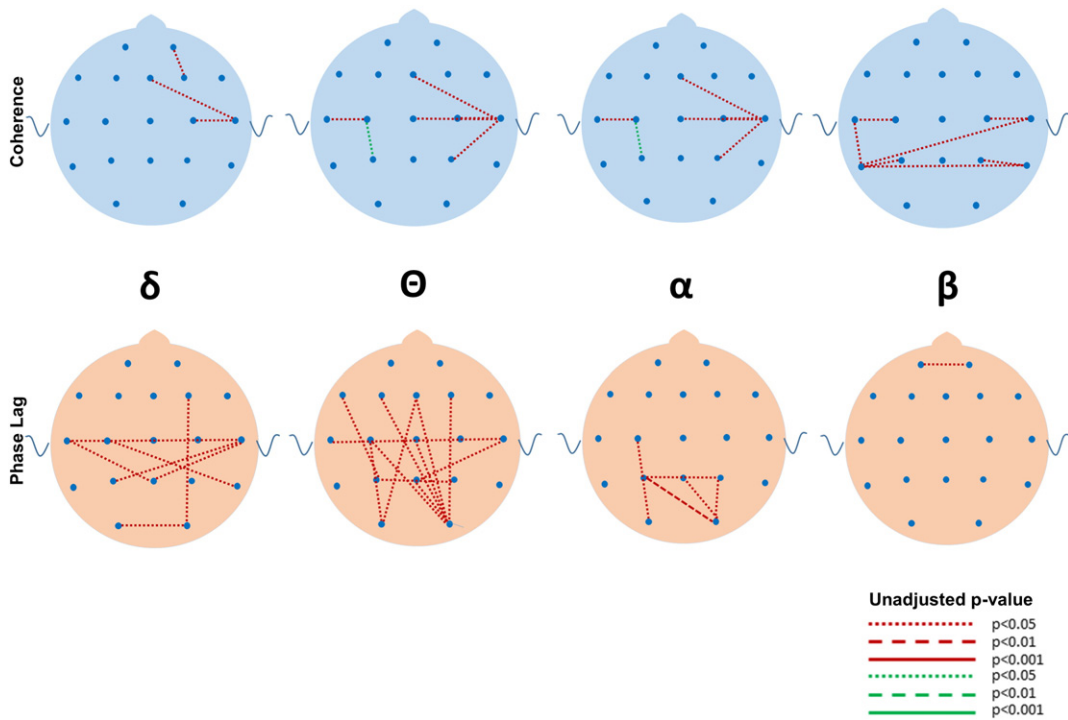 Coherence
δ Θ α β
Phase Lag
Unadjusted p-value
p<0.05
p<0.01
p<0.001
p<0.05
p<0.01
p<0.001